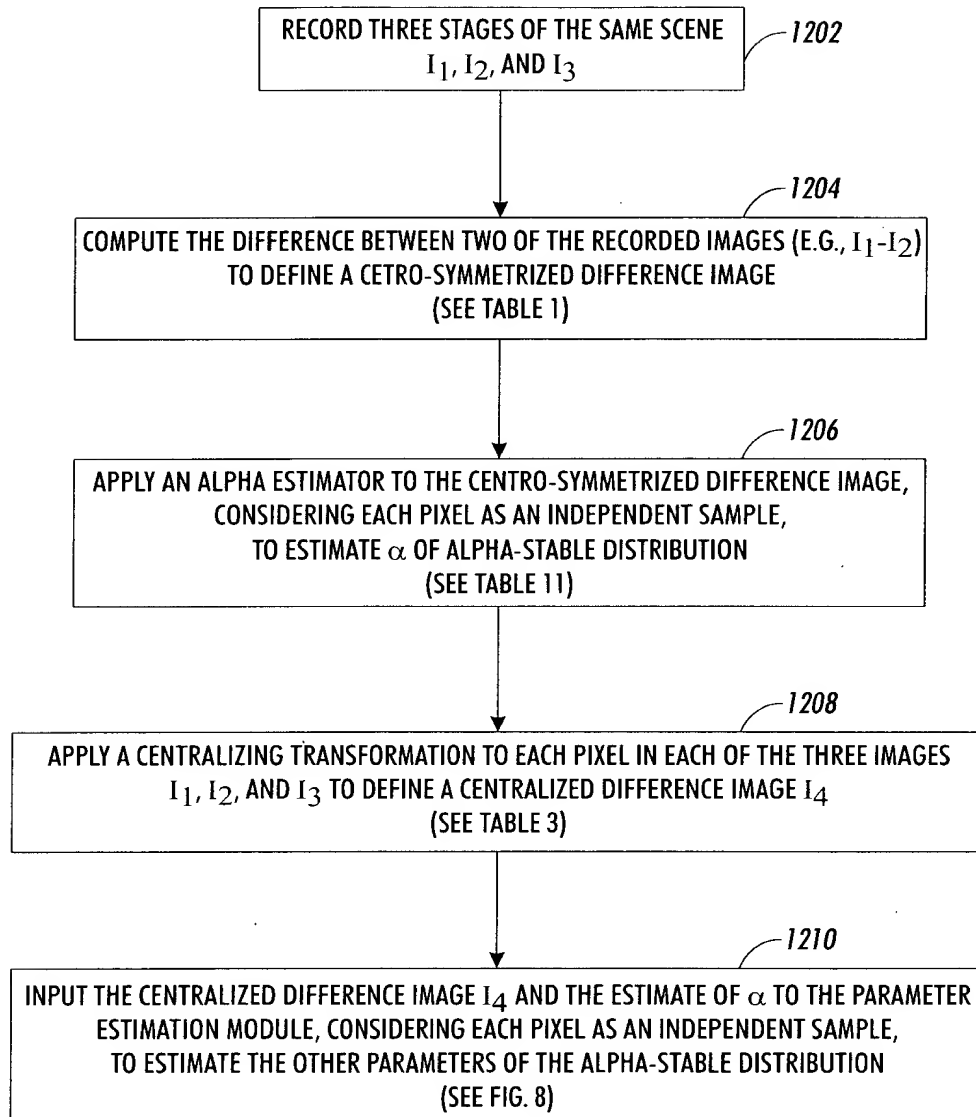 RECORD THREE STAGES OF THE SAME SCENE
I1, I2, AND I3
1202
1204
COMPUTE THE DIFFERENCE BETWEEN TWO OF THE RECORDED IMAGES (E.G., I1-I2)
TO DEFINE A CETRO-SYMMETRIZED DIFFERENCE IMAGE
(SEE TABLE 1)
1206
APPLY AN ALPHA ESTIMATOR TO THE CENTRO-SYMMETRIZED DIFFERENCE IMAGE,
CONSIDERING EACH PIXEL AS AN INDEPENDENT SAMPLE,
TO ESTIMATE α OF ALPHA-STABLE DISTRIBUTION
(SEE TABLE 11)
1208
APPLY A CENTRALIZING TRANSFORMATION TO EACH PIXEL IN EACH OF THE THREE IMAGES
I1, I2, AND I3 TO DEFINE A CENTRALIZED DIFFERENCE IMAGE I4
(SEE TABLE 3)
1210
INPUT THE CENTRALIZED DIFFERENCE IMAGE I4 AND THE ESTIMATE OF α TO THE PARAMETER
ESTIMATION MODULE, CONSIDERING EACH PIXEL AS AN INDEPENDENT SAMPLE,
TO ESTIMATE THE OTHER PARAMETERS OF THE ALPHA-STABLE DISTRIBUTION
(SEE FIG. 8)